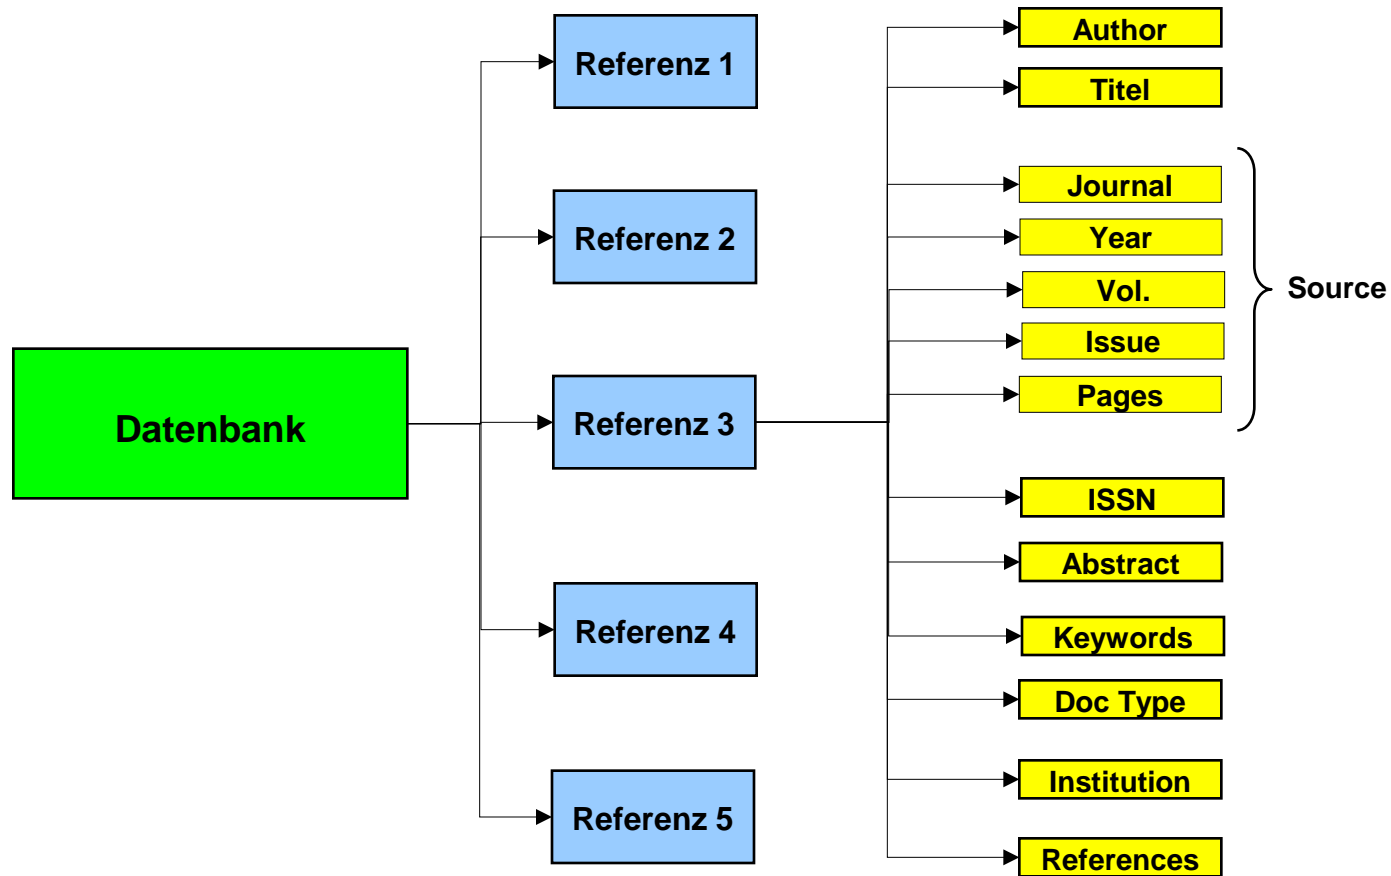 Datenbank
Referenz 1
Referenz 2
Referenz 3
Referenz 4
Referenz 5
Author
Titel
Journal
Year
Vol.
Issue
Pages
Source
ISSN
Abstract
Keywords
Doc Type
Institution
References